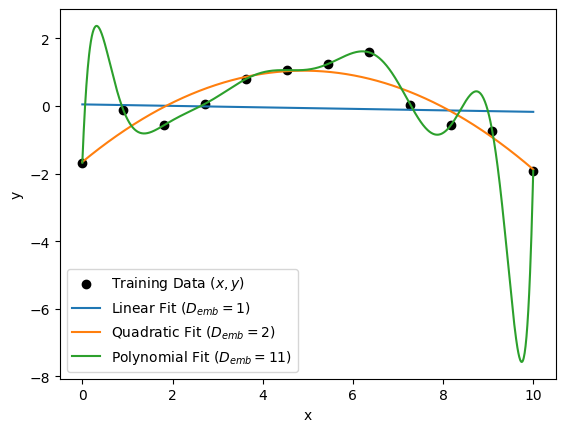 2
0
−2
−4
−6
−8
y
Training Data (x, y)
Linear Fit (D_emb = 1)
Quadratic Fit (D_emb = 2)
Polynomial Fit (D_emb = 11)
0 2 4 6 8 10
x